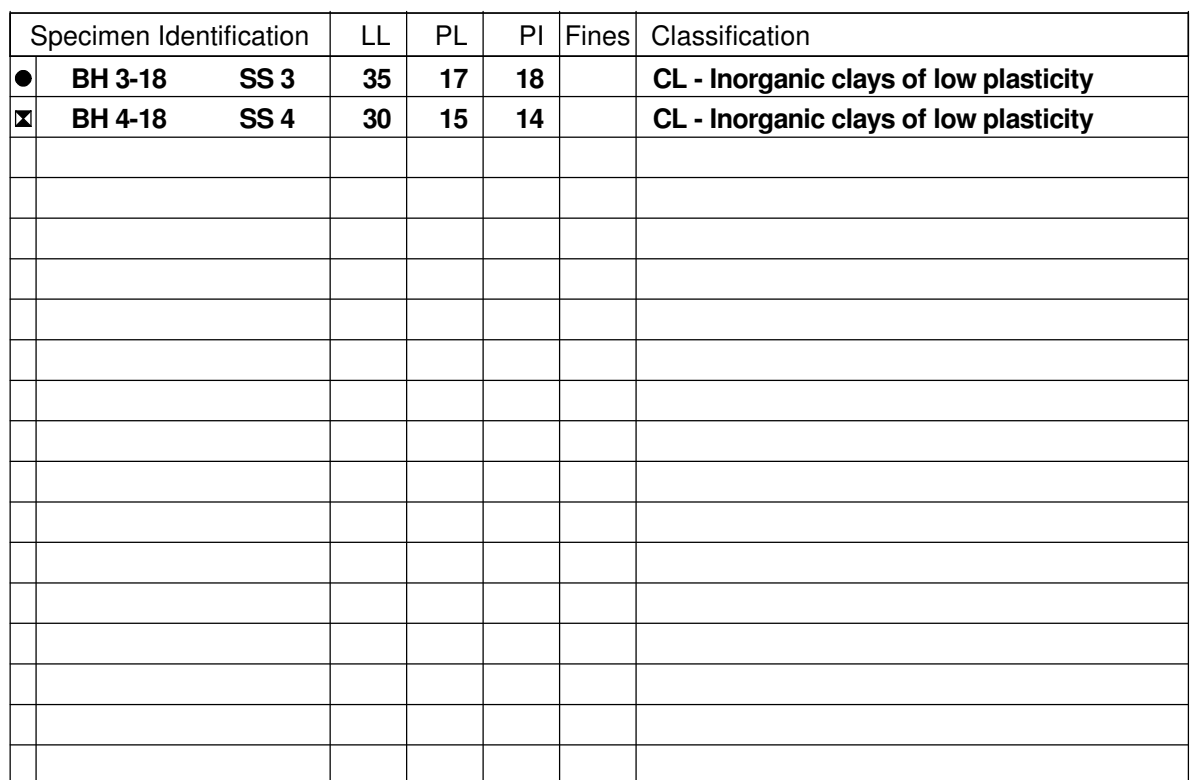 Specimen Identification LL PL PI Fines Classification
BH 3-18 SS 3 35 17 18 CL - Inorganic clays of low plasticity
BH 4-18 SS 4 30 15 14 CL - Inorganic clays of low plasticity